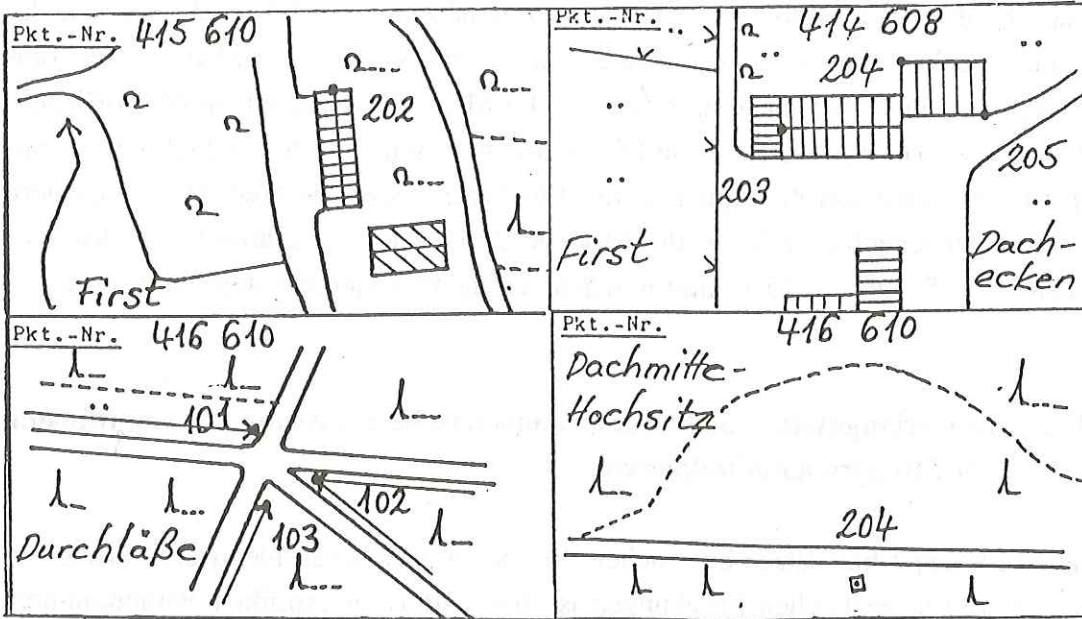 Pkt.-Nr. 415 610
202
First
Pkt.-Nr. 414 608
204
203
205
First
Dach-
ecken
Pkt.-Nr. 416 610
101
102
103
Durchläße
Pkt.-Nr. 416 610
Dachmitte-
Hochsitz
204